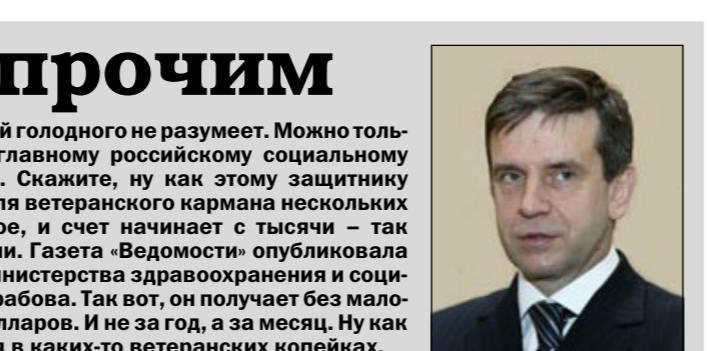 прочим
й голодного не разумеет. Можно толь-
главному российскому социальному
. Скажите, ну как этому защитнику
ля ветеранского кармана нескольких
ое, и счет начинает с тысячи – так
ни. Газета «Ведомости» опубликовала
нистерства здравоохранения и соци-
рабова. Так вот, он получает без мало-
лларов. И не за год, а за месяц. Ну как
я в каких-то ветеранских копейках.